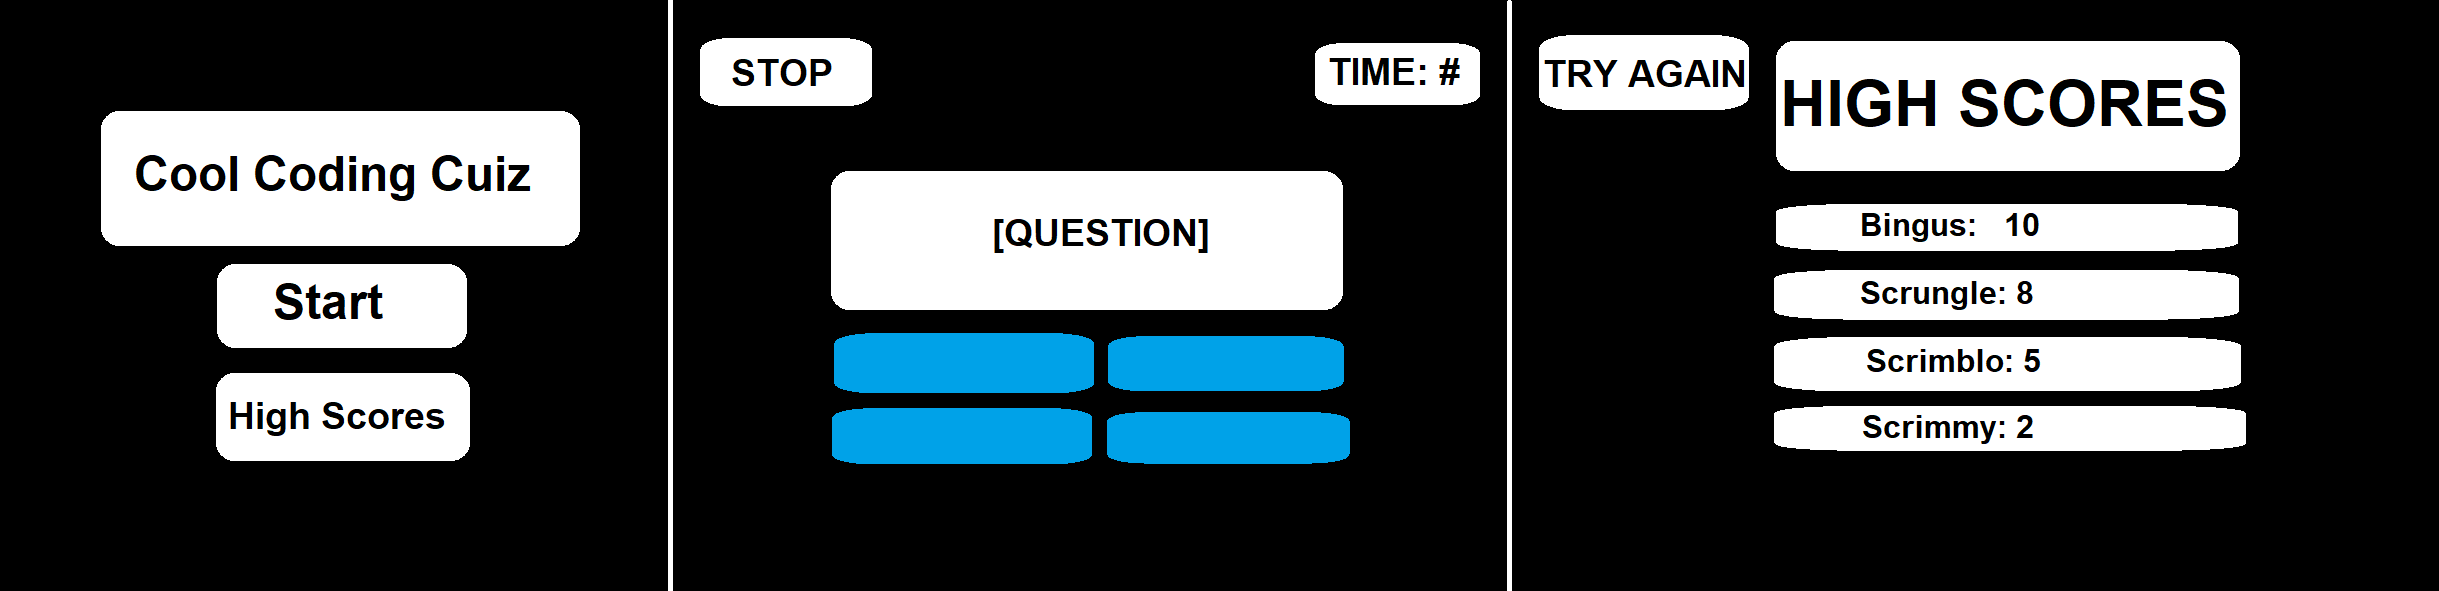 Cool Coding Cuiz
Start
High Scores
STOP
TIME: #
[QUESTION]
TRY AGAIN
HIGH SCORES
Bingus: 10
Scrungle: 8
Scrimblo: 5
Scrimmy: 2